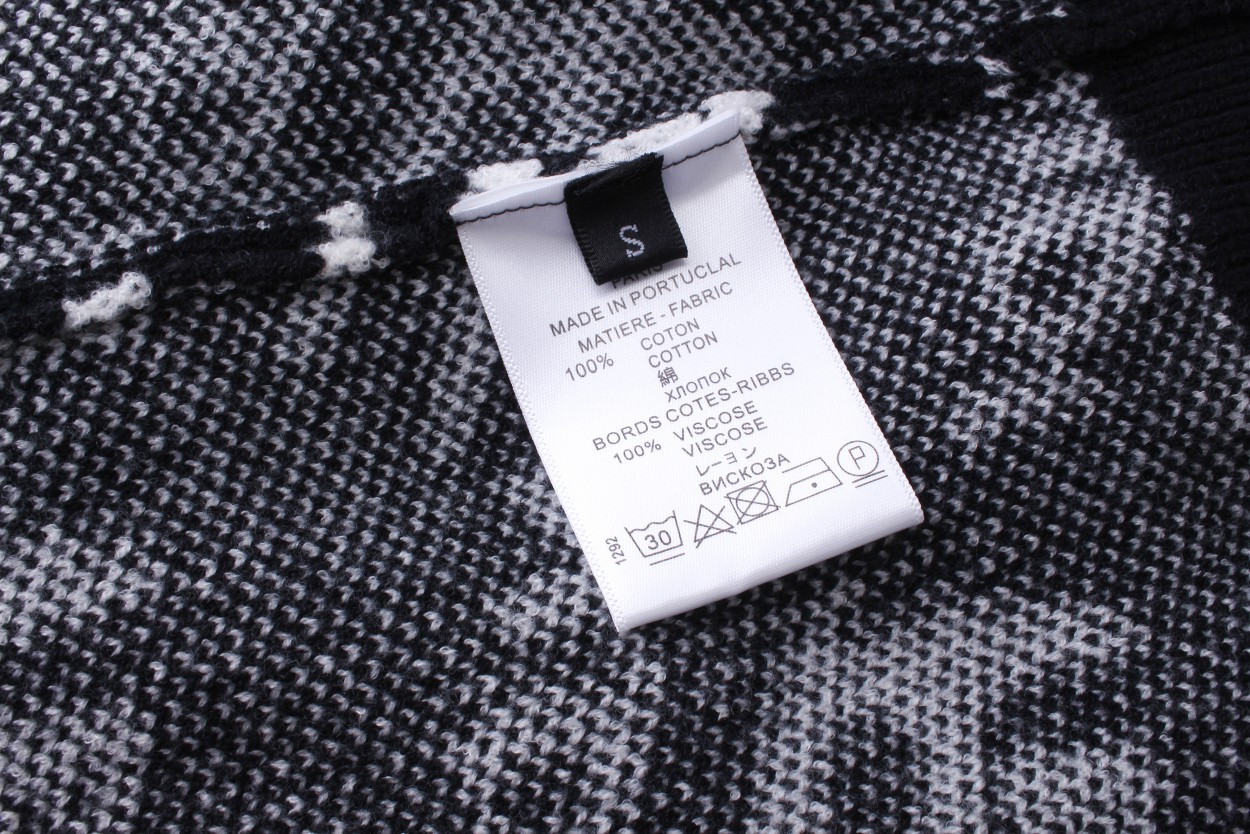 S
PARIS
MADE IN PORTUCLAL
MATIERE - FABRIC
100% COTON
COTTON
綿
хлопок
BORDS COTES-RIBBS
100% VISCOSE
VISCOSE
レーヨン
ВИСКОЗА
1292 30 P